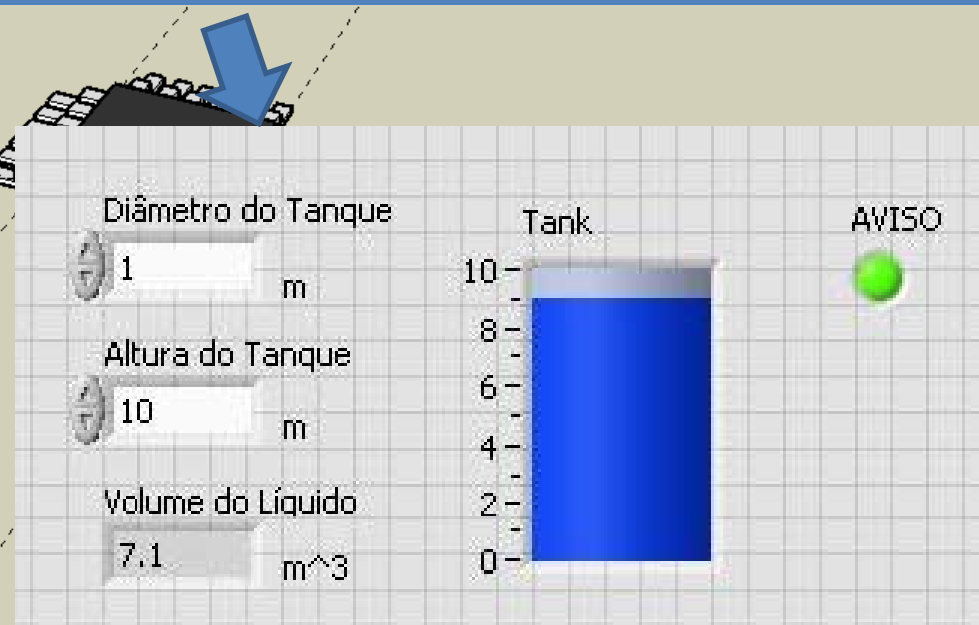 Diâmetro do Tanque
1 m
Altura do Tanque
10 m
Volume do Líquido
7.1 m^3
Tank
10
8
6
4
2
0
AVISO